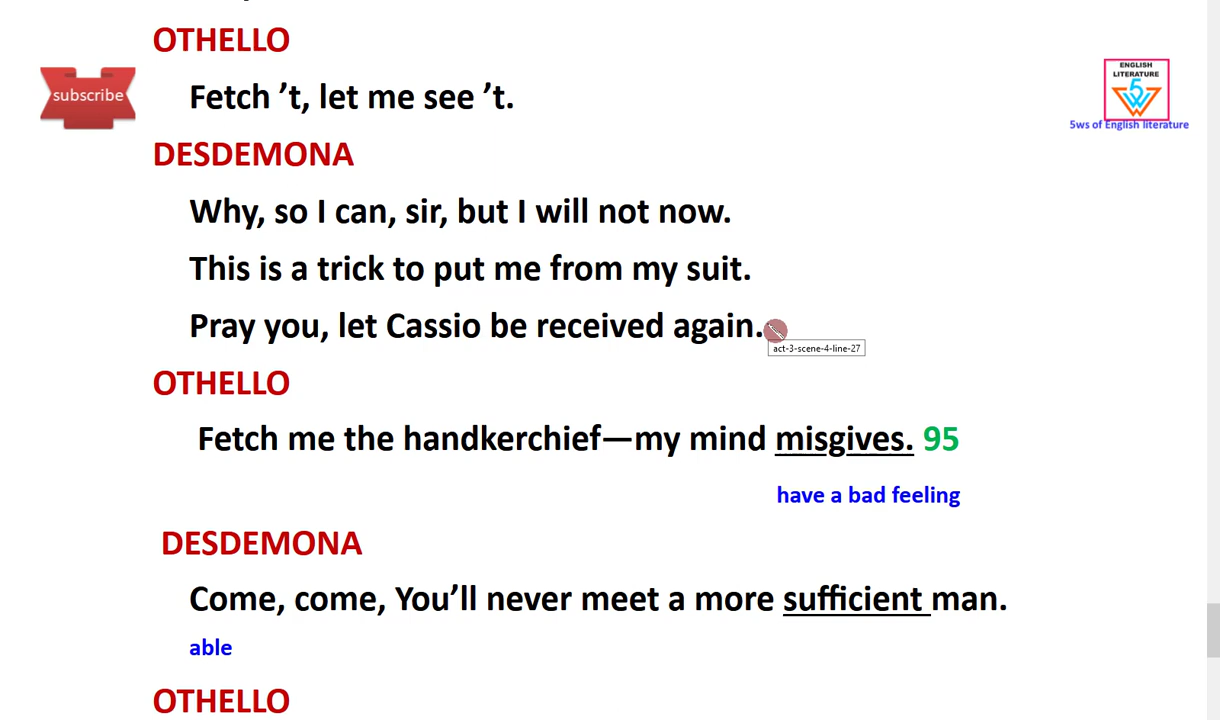 OTHELLO
subscribe
Fetch ’t, let me see ’t.
ENGLISH
LITERATURE
5W
5ws of English literature
DESDEMONA
Why, so I can, sir, but I will not now.
This is a trick to put me from my suit.
Pray you, let Cassio be received again.
act-3-scene-4-line-27
OTHELLO
Fetch me the handkerchief—my mind misgives. 95
have a bad feeling
DESDEMONA
Come, come, You’ll never meet a more sufficient man.
able
OTHELLO